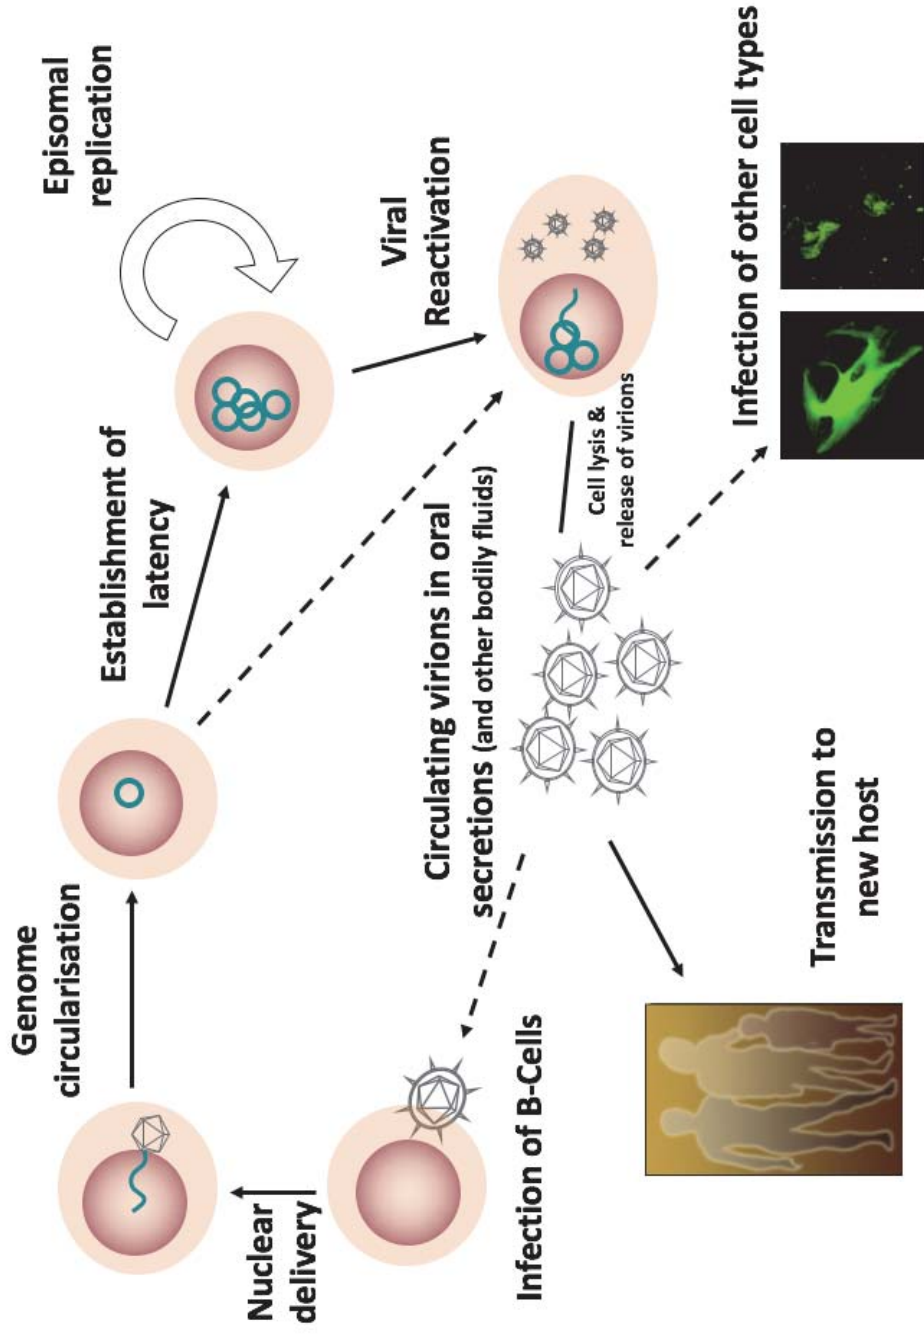 Genome
circularisation
Establishment of
latency
Episomal
replication
Nuclear
delivery
Viral
Reactivation
Infection of B-Cells
Circulating virions in oral
secretions (and other bodily fluids)
Cell lysis &
release of virions
Transmission to
new host
Infection of other cell types